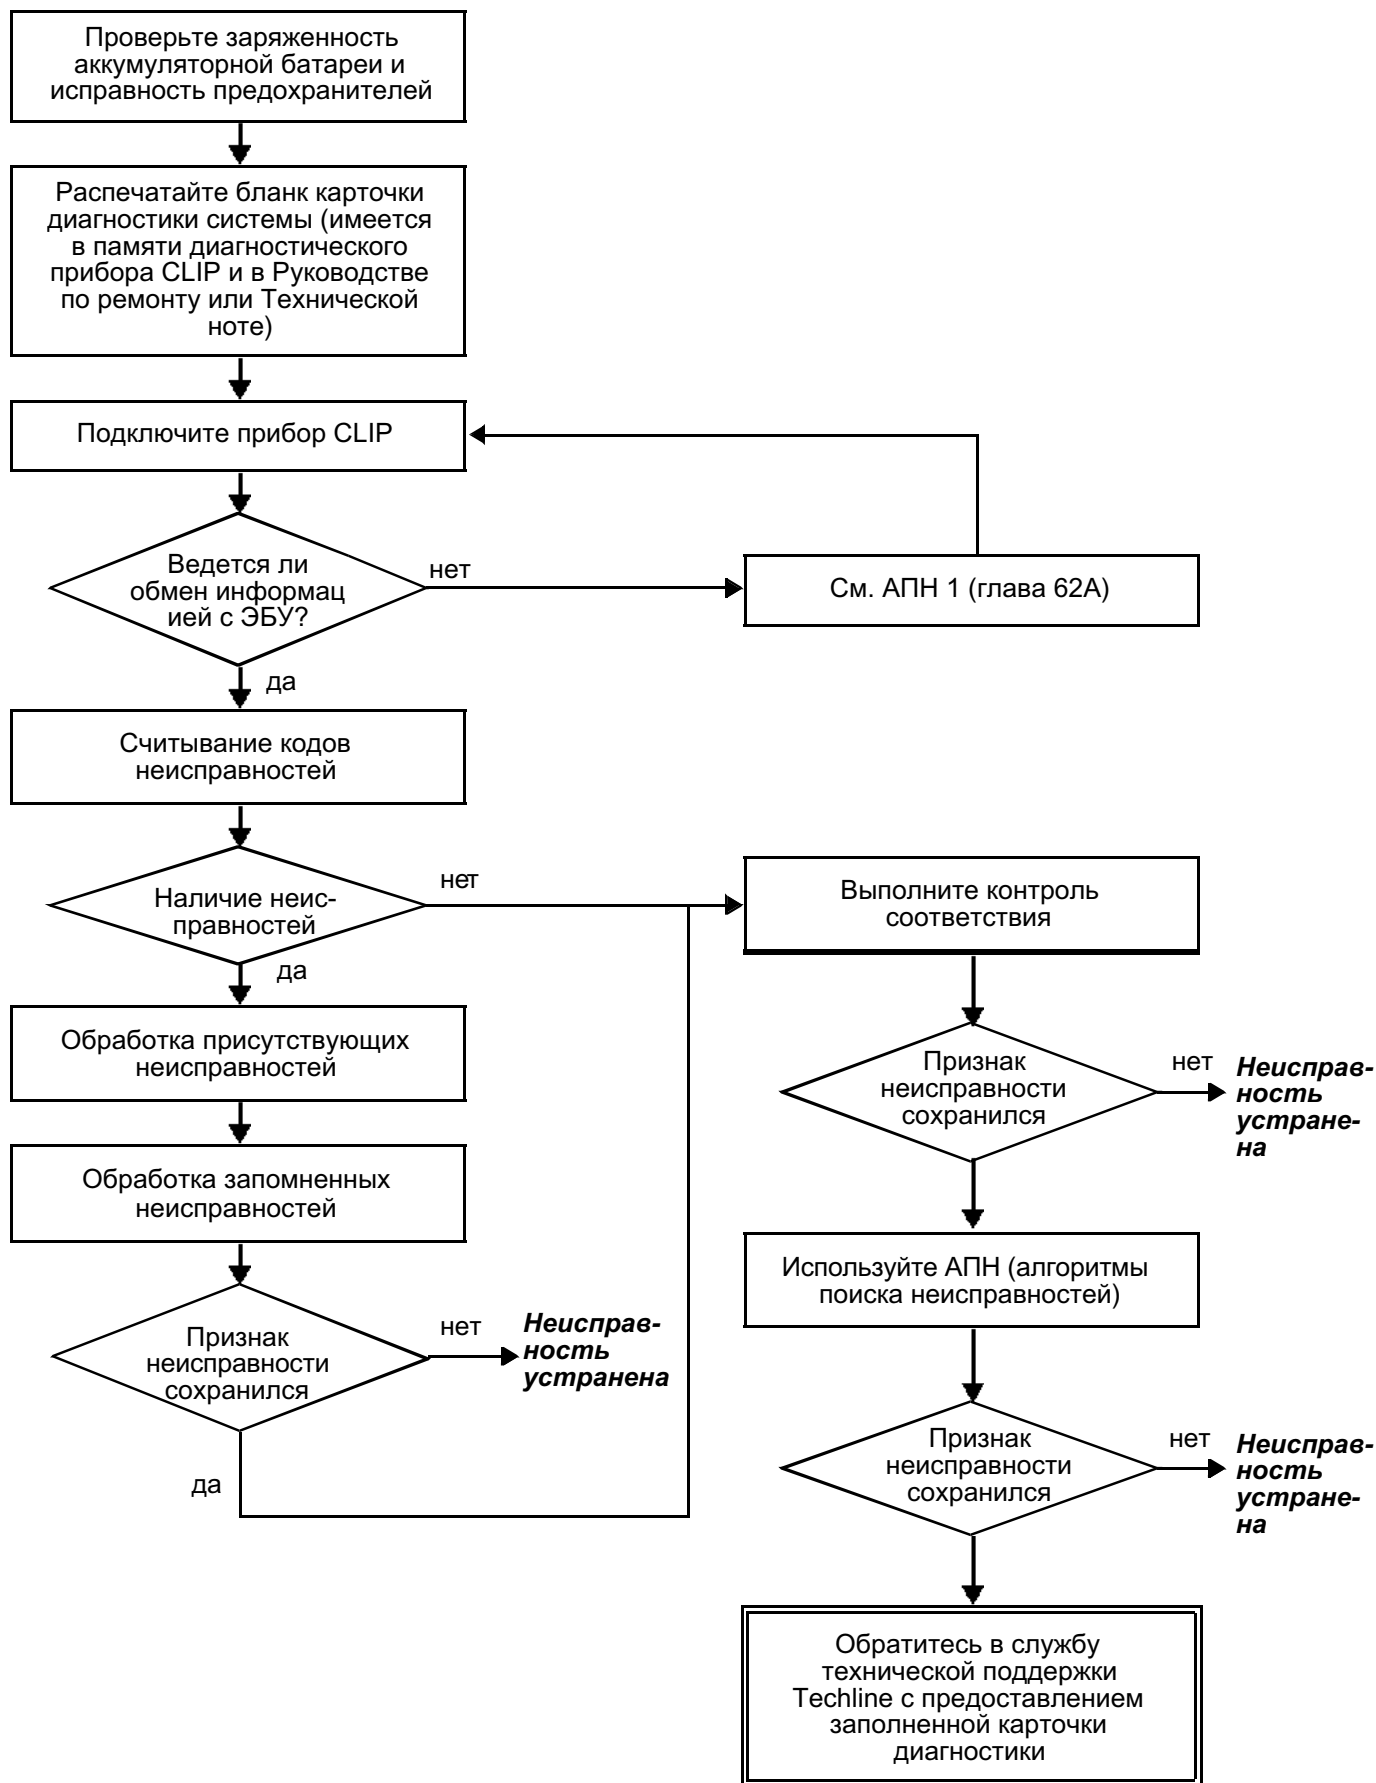 Проверьте заряженность
аккумуляторной батареи и
исправность предохранителей
Распечатайте бланк карточки
диагностики системы (имеется
в памяти диагностического
прибора CLIP и в Руководстве
по ремонту или Технической
ноте)
Подключите прибор CLIP
Ведется ли
обмен информац
ией с ЭБУ?
нет
См. АПН 1 (глава 62A)
да
Считывание кодов
неисправностей
Наличие неис-
правностей
нет
да
Выполните контроль
соответствия
Обработка присутствующих
неисправностей
Признак
неисправности
сохранился
нет
Неисправ-
ность
устране-
на
Обработка запомненных
неисправностей
Используйте АПН (алгоритмы
поиска неисправностей)
Признак
неисправности
сохранился
нет
Неисправ-
ность
устранена
да
Признак
неисправности
сохранился
нет
Неисправ-
ность
устране-
на
Обратитесь в службу
технической поддержки
Techline с предоставлением
заполненной карточки
диагностики